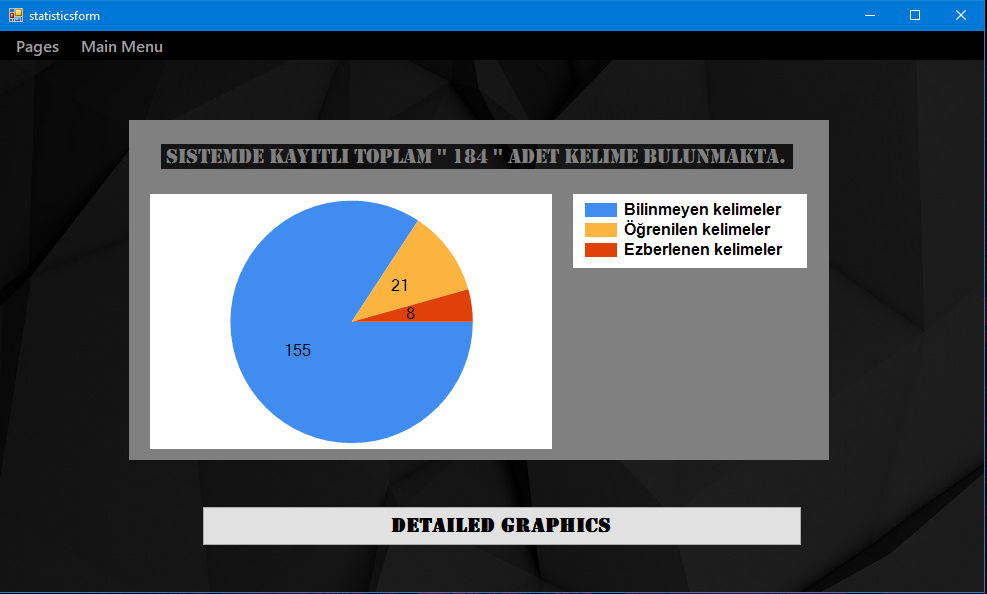 statisticsform
Pages Main Menu
SISTEMDE KAYITLI TOPLAM " 184 " ADET KELIME BULUNMAKTA.
Bilinmeyen kelimeler
Öğrenilen kelimeler
Ezberlenen kelimeler
21
8
155
DETAILED GRAPHICS